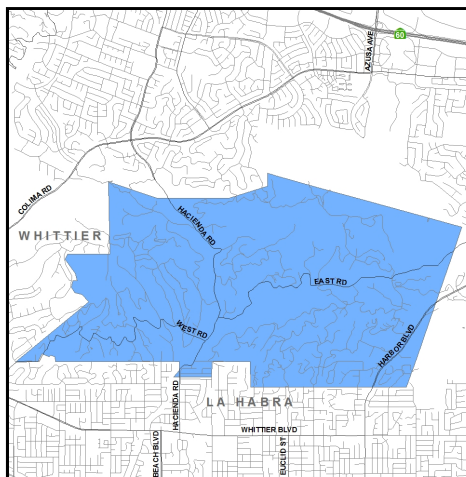 60
AZUSA AVE
COLIMA RD
HACIENDA RD
WHITTIER
EAST RD
WEST RD
HARBOR BLVD
HACIENDA RD
LA HABRA
WHITTIER BLVD
BEACH BLVD
EUCLID ST